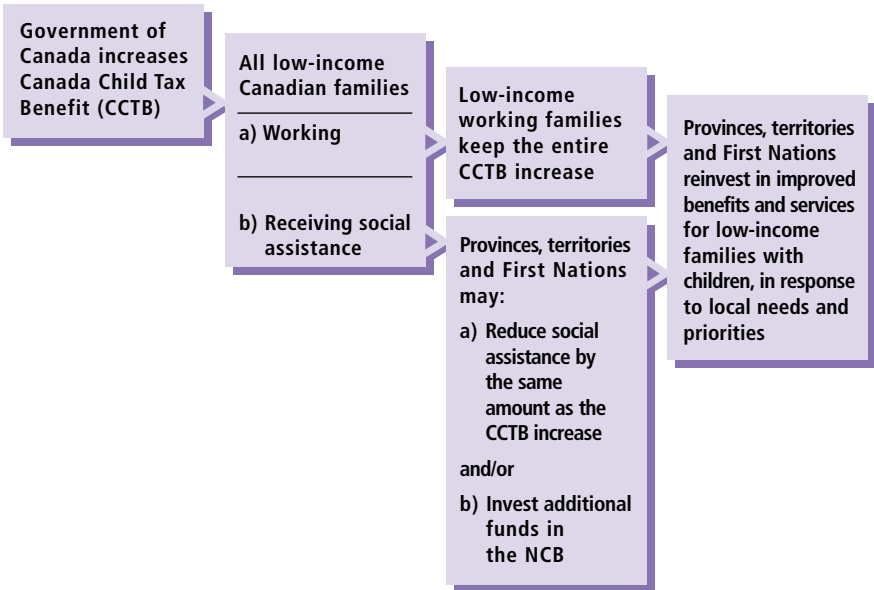 Government of
Canada increases
Canada Child Tax
Benefit (CCTB)
All low-income
Canadian families
a) Working
b) Receiving social
assistance
Low-income
working families
keep the entire
CCTB increase
Provinces, territories
and First Nations
may:
a) Reduce social
assistance by
the same
amount as the
CCTB increase
and/or
b) Invest additional
funds in
the NCB
Provinces, territories
and First Nations
reinvest in improved
benefits and services
for low-income
families with
children, in response
to local needs and
priorities